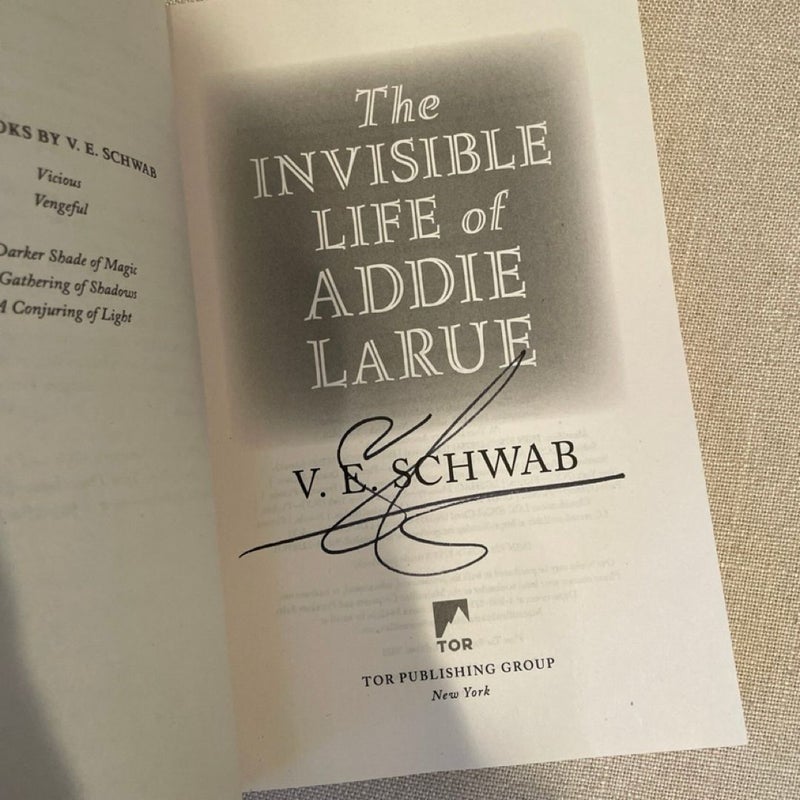 BY V. E. SCHWAB
Vicious
Vengeful
Darker Shade of Magic
Gathering of Shadows
A Conjuring of Light
The
INVISIBLE
LIFE of
ADDIE
LARUE
V. E. SCHWAB
TOR
TOR PUBLISHING GROUP
New York